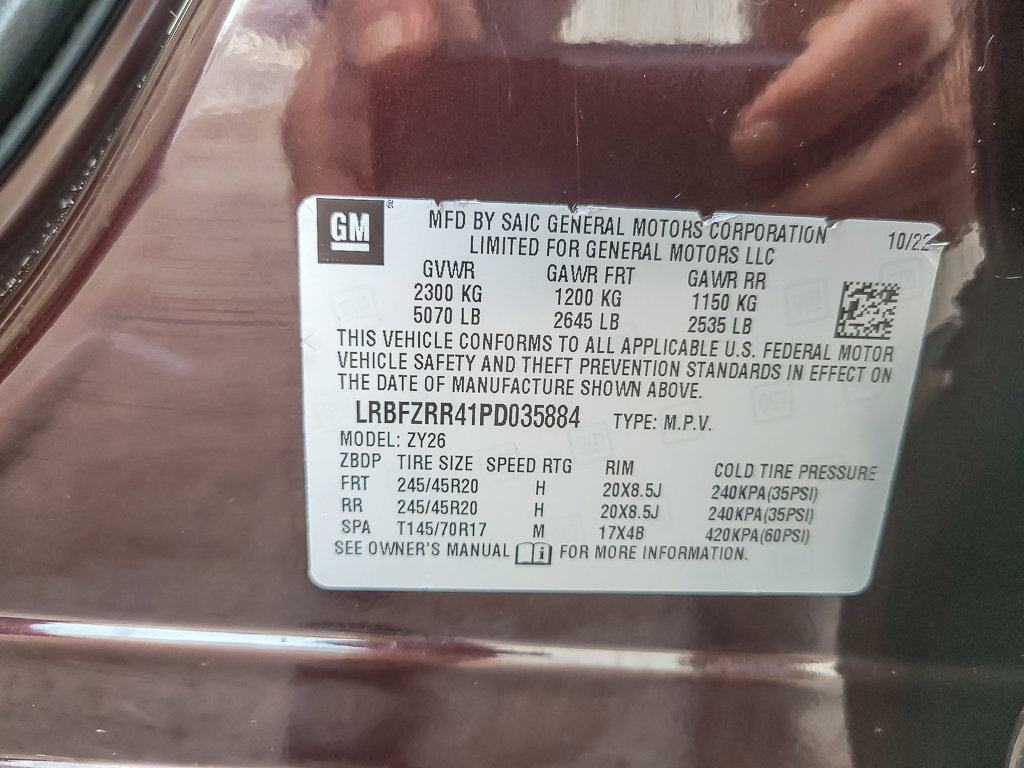 GM
MFD BY SAIC GENERAL MOTORS CORPORATION 10/22
LIMITED FOR GENERAL MOTORS LLC
GVWR GAWR FRT GAWR RR
2300 KG 1200 KG 1150 KG
5070 LB 2645 LB 2535 LB
THIS VEHICLE CONFORMS TO ALL APPLICABLE U.S. FEDERAL MOTOR
VEHICLE SAFETY AND THEFT PREVENTION STANDARDS IN EFFECT ON
THE DATE OF MANUFACTURE SHOWN ABOVE.
LRBFZRR41PD035884 TYPE: M.P.V.
MODEL: ZY26
ZBDP TIRE SIZE SPEED RTG RIM COLD TIRE PRESSURE
FRT 245/45R20 H 20X8.5J 240KPA(35PSI)
RR 245/45R20 H 20X8.5J 240KPA(35PSI)
SPA T145/70R17 M 17X4B 420KPA(60PSI)
SEE OWNER'S MANUAL FOR MORE INFORMATION.